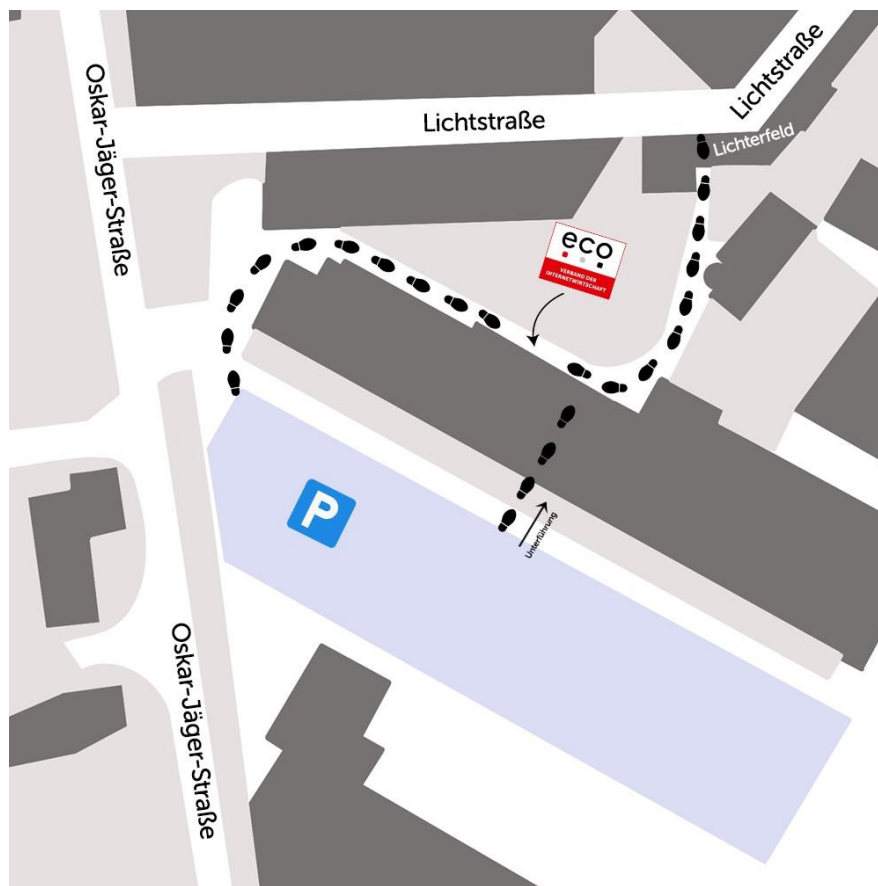 Oskar-Jäger-Straße
Lichtstraße
Lichtstraße
Lichterfeld
eco
VERBAND DER
INTERNETWIRTSCHAFT
P
Unterführung
Oskar-Jäger-Straße